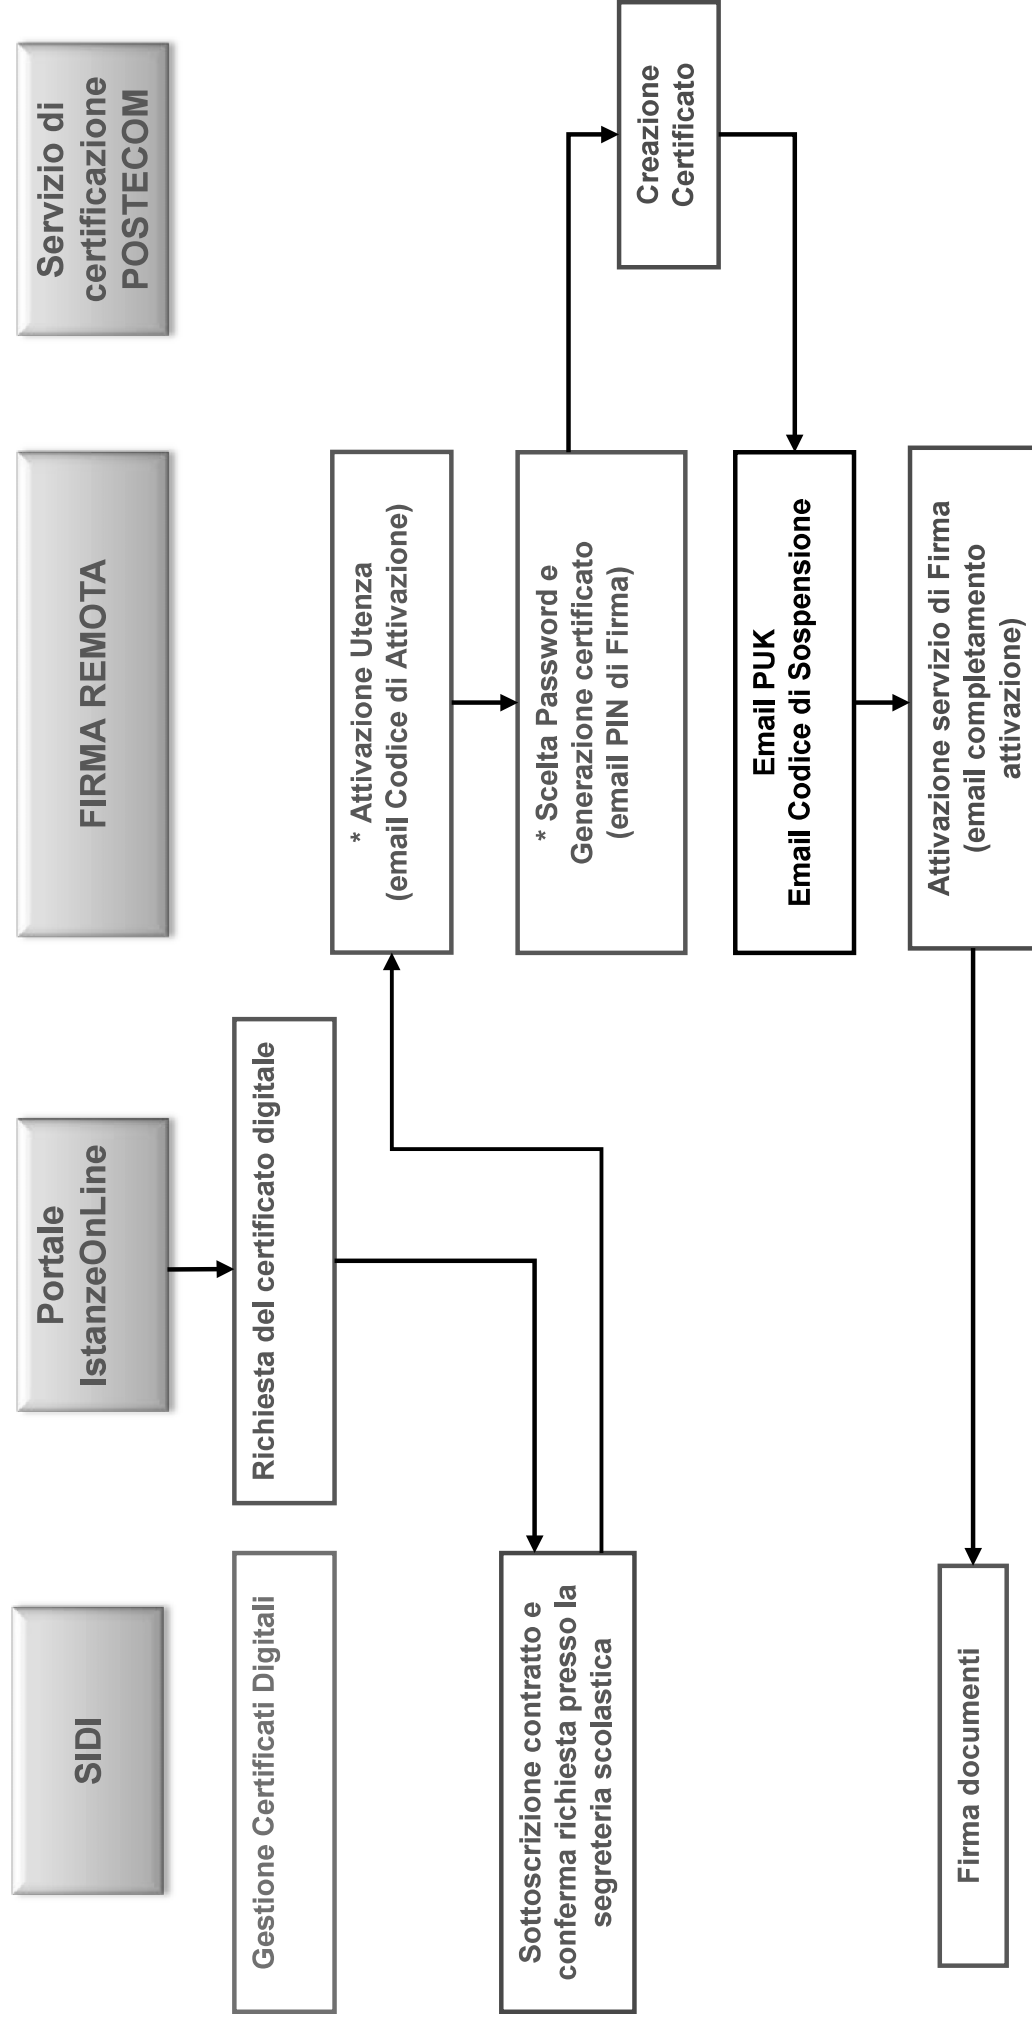 SIDI
Portale
IstanzeOnLine
FIRMA REMOTA
Servizio di
certificazione
POSTECOM
Gestione Certificati Digitali
Richiesta del certificato digitale
* Attivazione Utenza
(email Codice di Attivazione)
Sottoscrizione contratto e
conferma richiesta presso la
segreteria scolastica
* Scelta Password e
Generazione certificato
(email PIN di Firma)
Creazione
Certificato
Email PUK
Email Codice di Sospensione
Attivazione servizio di Firma
(email completamento
attivazione)
Firma documenti